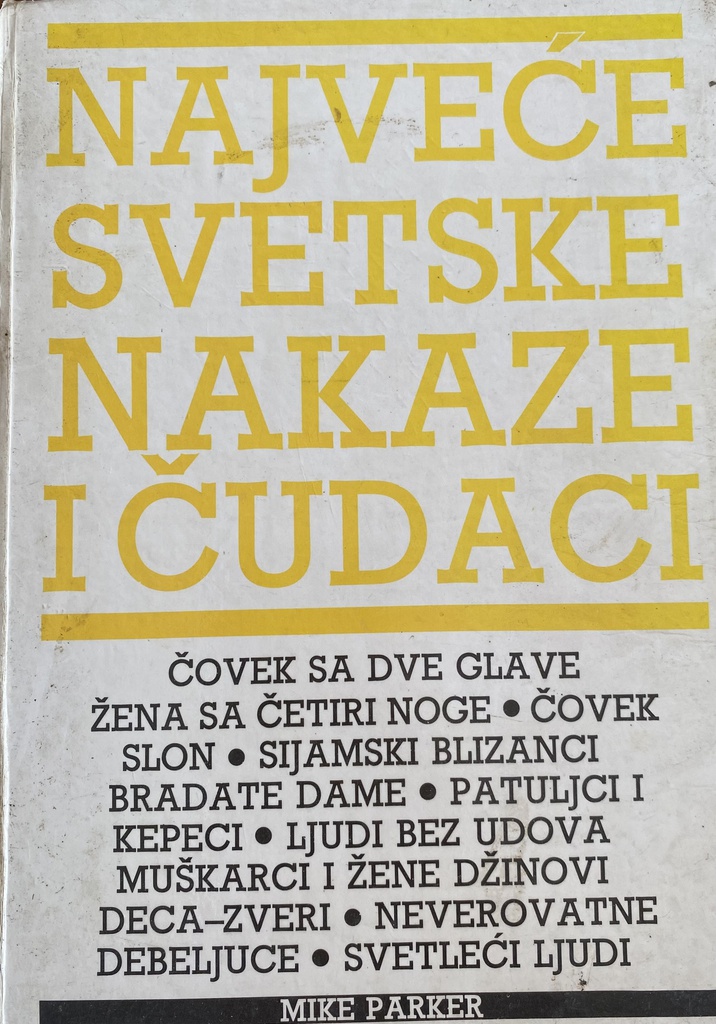 NAJVEĆE
SVETSKE
NAKAZE
I ČUDACI
ČOVEK SA DVE GLAVE
ŽENA SA ČETIRI NOGE • ČOVEK
SLON • SIJAMSKI BLIZANCI
BRADATE DAME • PATULJCI I
KEPECI • LJUDI BEZ UDOVA
MUŠKARCI I ŽENE DŽINOVI
DECA–ZVERI • NEVEROVATNE
DEBELJUCE • SVETLEĆI LJUDI
MIKE PARKER